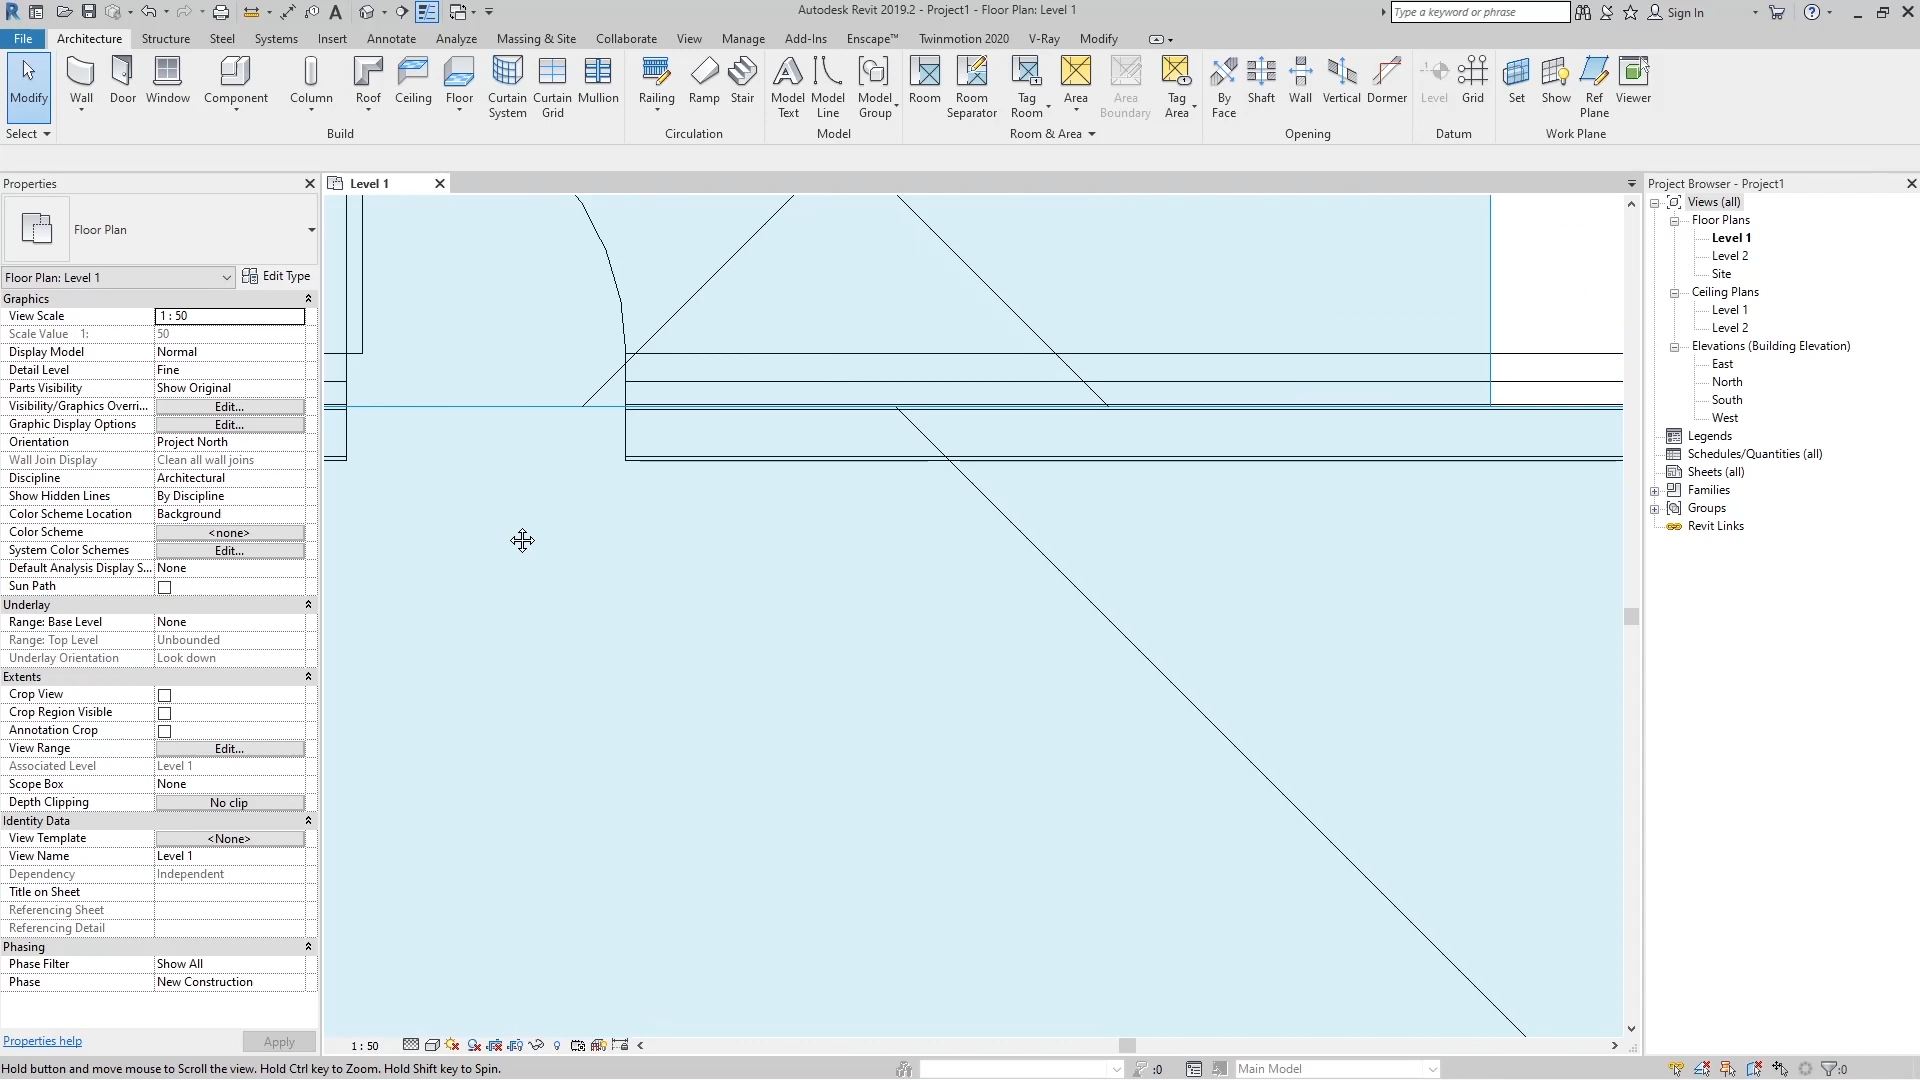 Autodesk Revit 2019.2 - Project1 - Floor Plan: Level 1
Type a keyword or phrase
Sign In
File
Architecture
Structure
Steel
Systems
Insert
Annotate
Analyze
Massing & Site
Collaborate
View
Manage
Add-Ins
Enscape™
Twinmotion 2020
V-Ray
Modify
Modify
Wall
Door
Window
Component
Column
Roof
Ceiling
Floor
Curtain System
Curtain Grid
Mullion
Railing
Ramp
Stair
Model Text
Model Line
Model Group
Room
Room Separator
Tag Room
Area
Area Boundary
Tag Area
By Face
Shaft
Wall
Vertical
Dormer
Level
Grid
Set
Show
Ref Plane
Viewer
Select
Build
Circulation
Model
Room & Area
Opening
Datum
Work Plane
Properties
Floor Plan
Floor Plan: Level 1
Edit Type
Graphics
View Scale 1 : 50
Scale Value 1: 50
Display Model Normal
Detail Level Fine
Parts Visibility Show Original
Visibility/Graphics Overri... Edit...
Graphic Display Options Edit...
Orientation Project North
Wall Join Display Clean all wall joins
Discipline Architectural
Show Hidden Lines By Discipline
Color Scheme Location Background
Color Scheme <none>
System Color Schemes Edit...
Default Analysis Display S... None
Sun Path
Underlay
Range: Base Level None
Range: Top Level Unbounded
Underlay Orientation Look down
Extents
Crop View
Crop Region Visible
Annotation Crop
View Range Edit...
Associated Level Level 1
Scope Box None
Depth Clipping No clip
Identity Data
View Template <None>
View Name Level 1
Dependency Independent
Title on Sheet
Referencing Sheet
Referencing Detail
Phasing
Phase Filter Show All
Phase New Construction
Properties help
Apply
Level 1
1 : 50
Project Browser - Project1
Views (all)
Floor Plans
Level 1
Level 2
Site
Ceiling Plans
Level 1
Level 2
Elevations (Building Elevation)
East
North
South
West
Legends
Schedules/Quantities (all)
Sheets (all)
Families
Groups
Revit Links
Hold button and move mouse to Scroll the view. Hold Ctrl key to Zoom. Hold Shift key to Spin.
:0
Main Model
:0